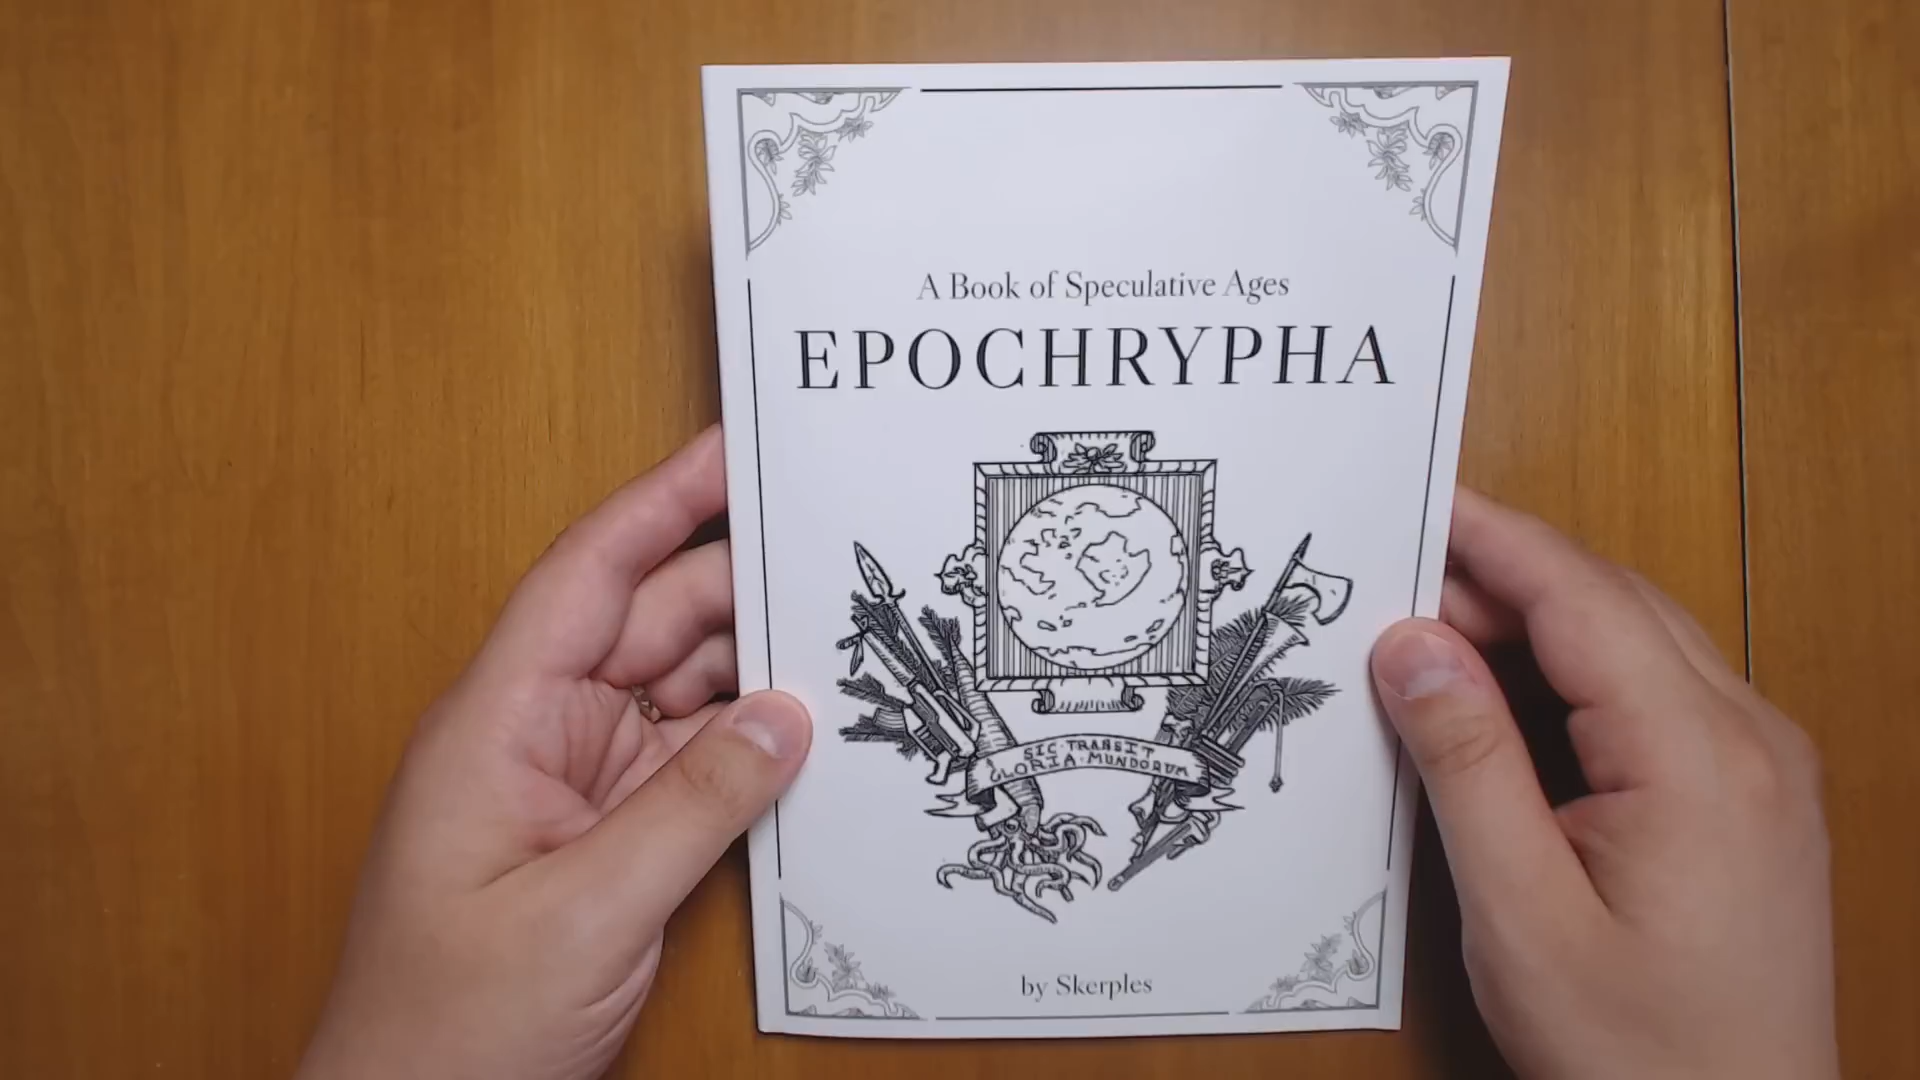 A Book of Speculative Ages
EPOCHRYPHA
SIC·TRANSIT
GLORIA·MUNDORUM
by Skerples